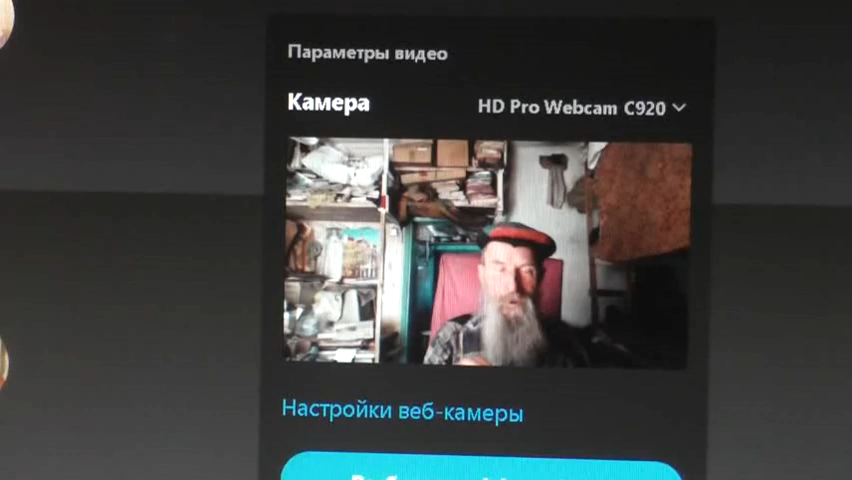 Параметры видео
Камера
HD Pro Webcam C920
Настройки веб-камеры